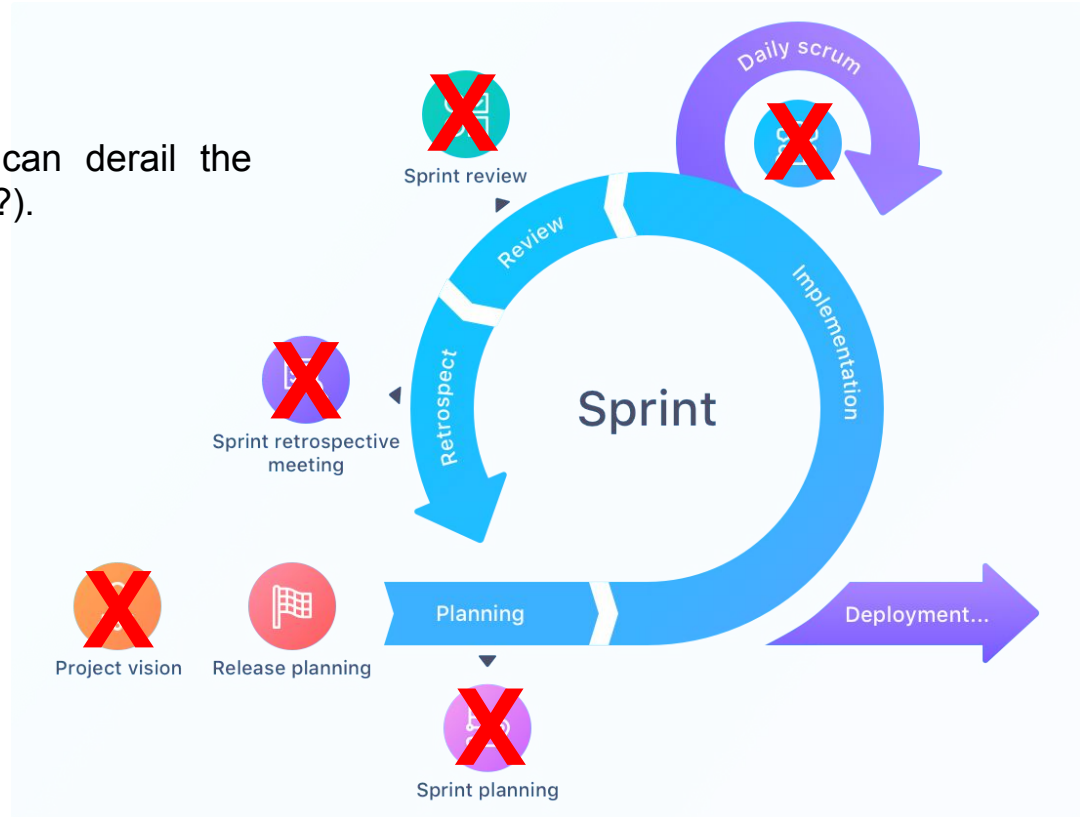 can derail the
?).
Daily scrum
X
X
Sprint review
Review
Implementation
X
Sprint
Retrospect
Sprint retrospective
meeting
X
Project vision
Release planning
Planning
Deployment...
X
Sprint planning